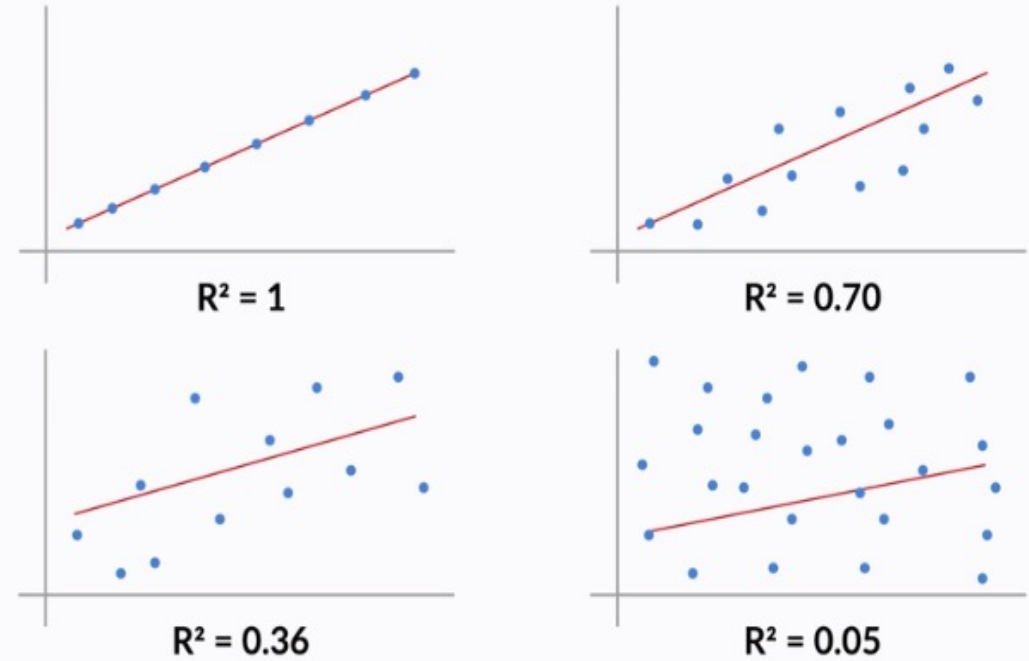 R² = 1
R² = 0.70
R² = 0.36
R² = 0.05